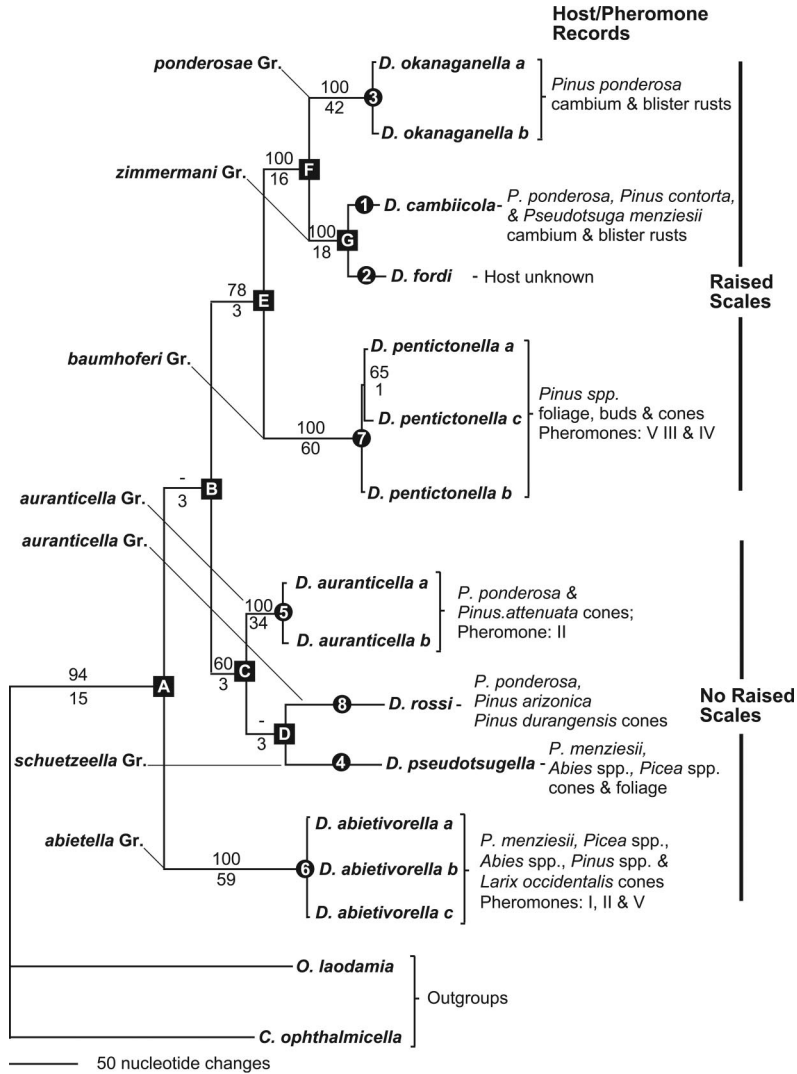 Host/Pheromone
Records
ponderosae Gr.
100
42
3
D. okanaganella a
D. okanaganella b
Pinus ponderosa
cambium & blister rusts
zimmermani Gr.
100
16
F
100
18
G
1
D. cambiicola-
P. ponderosa, Pinus contorta,
& Pseudotsuga menziesii
cambium & blister rusts
2
D. fordi
- Host unknown
Raised
Scales
78
3
E
baumhoferi Gr.
100
60
7
D. pentictonella a
65
1
D. pentictonella c
D. pentictonella b
Pinus spp.
foliage, buds & cones
Pheromones: V III & IV
-
3
B
auranticella Gr.
auranticella Gr.
100
34
5
D. auranticella a
D. auranticella b
P. ponderosa &
Pinus.attenuata cones;
Pheromone: II
60
3
C
94
15
A
-
3
D
8
D. rossi -
P. ponderosa,
Pinus arizonica
Pinus durangensis cones
No Raised
Scales
schuetzeella Gr.
4
D. pseudotsugella -
P. menziesii,
Abies spp., Picea spp.
cones & foliage
abietella Gr.
100
59
6
D. abietivorella a
D. abietivorella b
D. abietivorella c
P. menziesii, Picea spp.,
Abies spp., Pinus spp. &
Larix occidentalis cones
Pheromones: I, II & V
O. laodamia
C. ophthalmicella
Outgroups
50 nucleotide changes